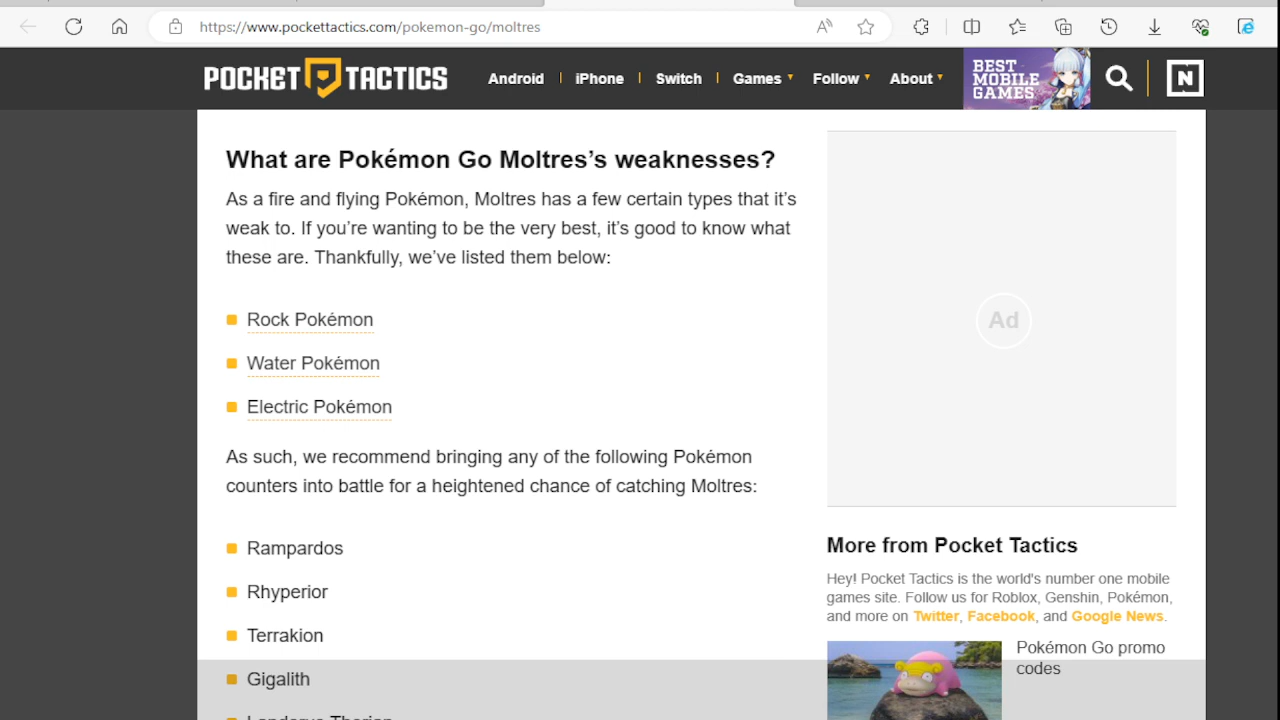 https://www.pockettactics.com/pokemon-go/moltres
POCKET TACTICS
Android
iPhone
Switch
Games
Follow
About
BEST
MOBILE
GAMES
N
What are Pokémon Go Moltres’s weaknesses?
As a fire and flying Pokémon, Moltres has a few certain types that it’s
weak to. If you’re wanting to be the very best, it’s good to know what
these are. Thankfully, we’ve listed them below:
Rock Pokémon
Water Pokémon
Electric Pokémon
As such, we recommend bringing any of the following Pokémon
counters into battle for a heightened chance of catching Moltres:
Rampardos
Rhyperior
Terrakion
Gigalith
Ad
More from Pocket Tactics
Hey! Pocket Tactics is the world's number one mobile
games site. Follow us for Roblox, Genshin, Pokémon,
and more on Twitter, Facebook, and Google News.
Pokémon Go promo
codes